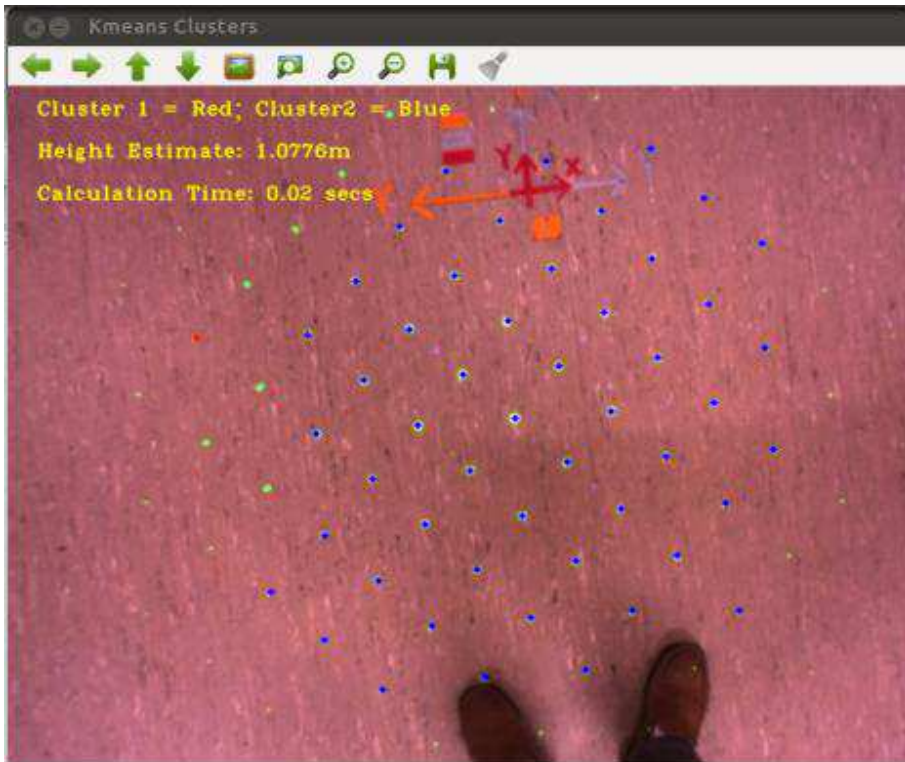 Kmeans Clusters
Cluster 1 = Red; Cluster2 = Blue
Height Estimate: 1.0776m
Calculation Time: 0.02 secs
Y
X